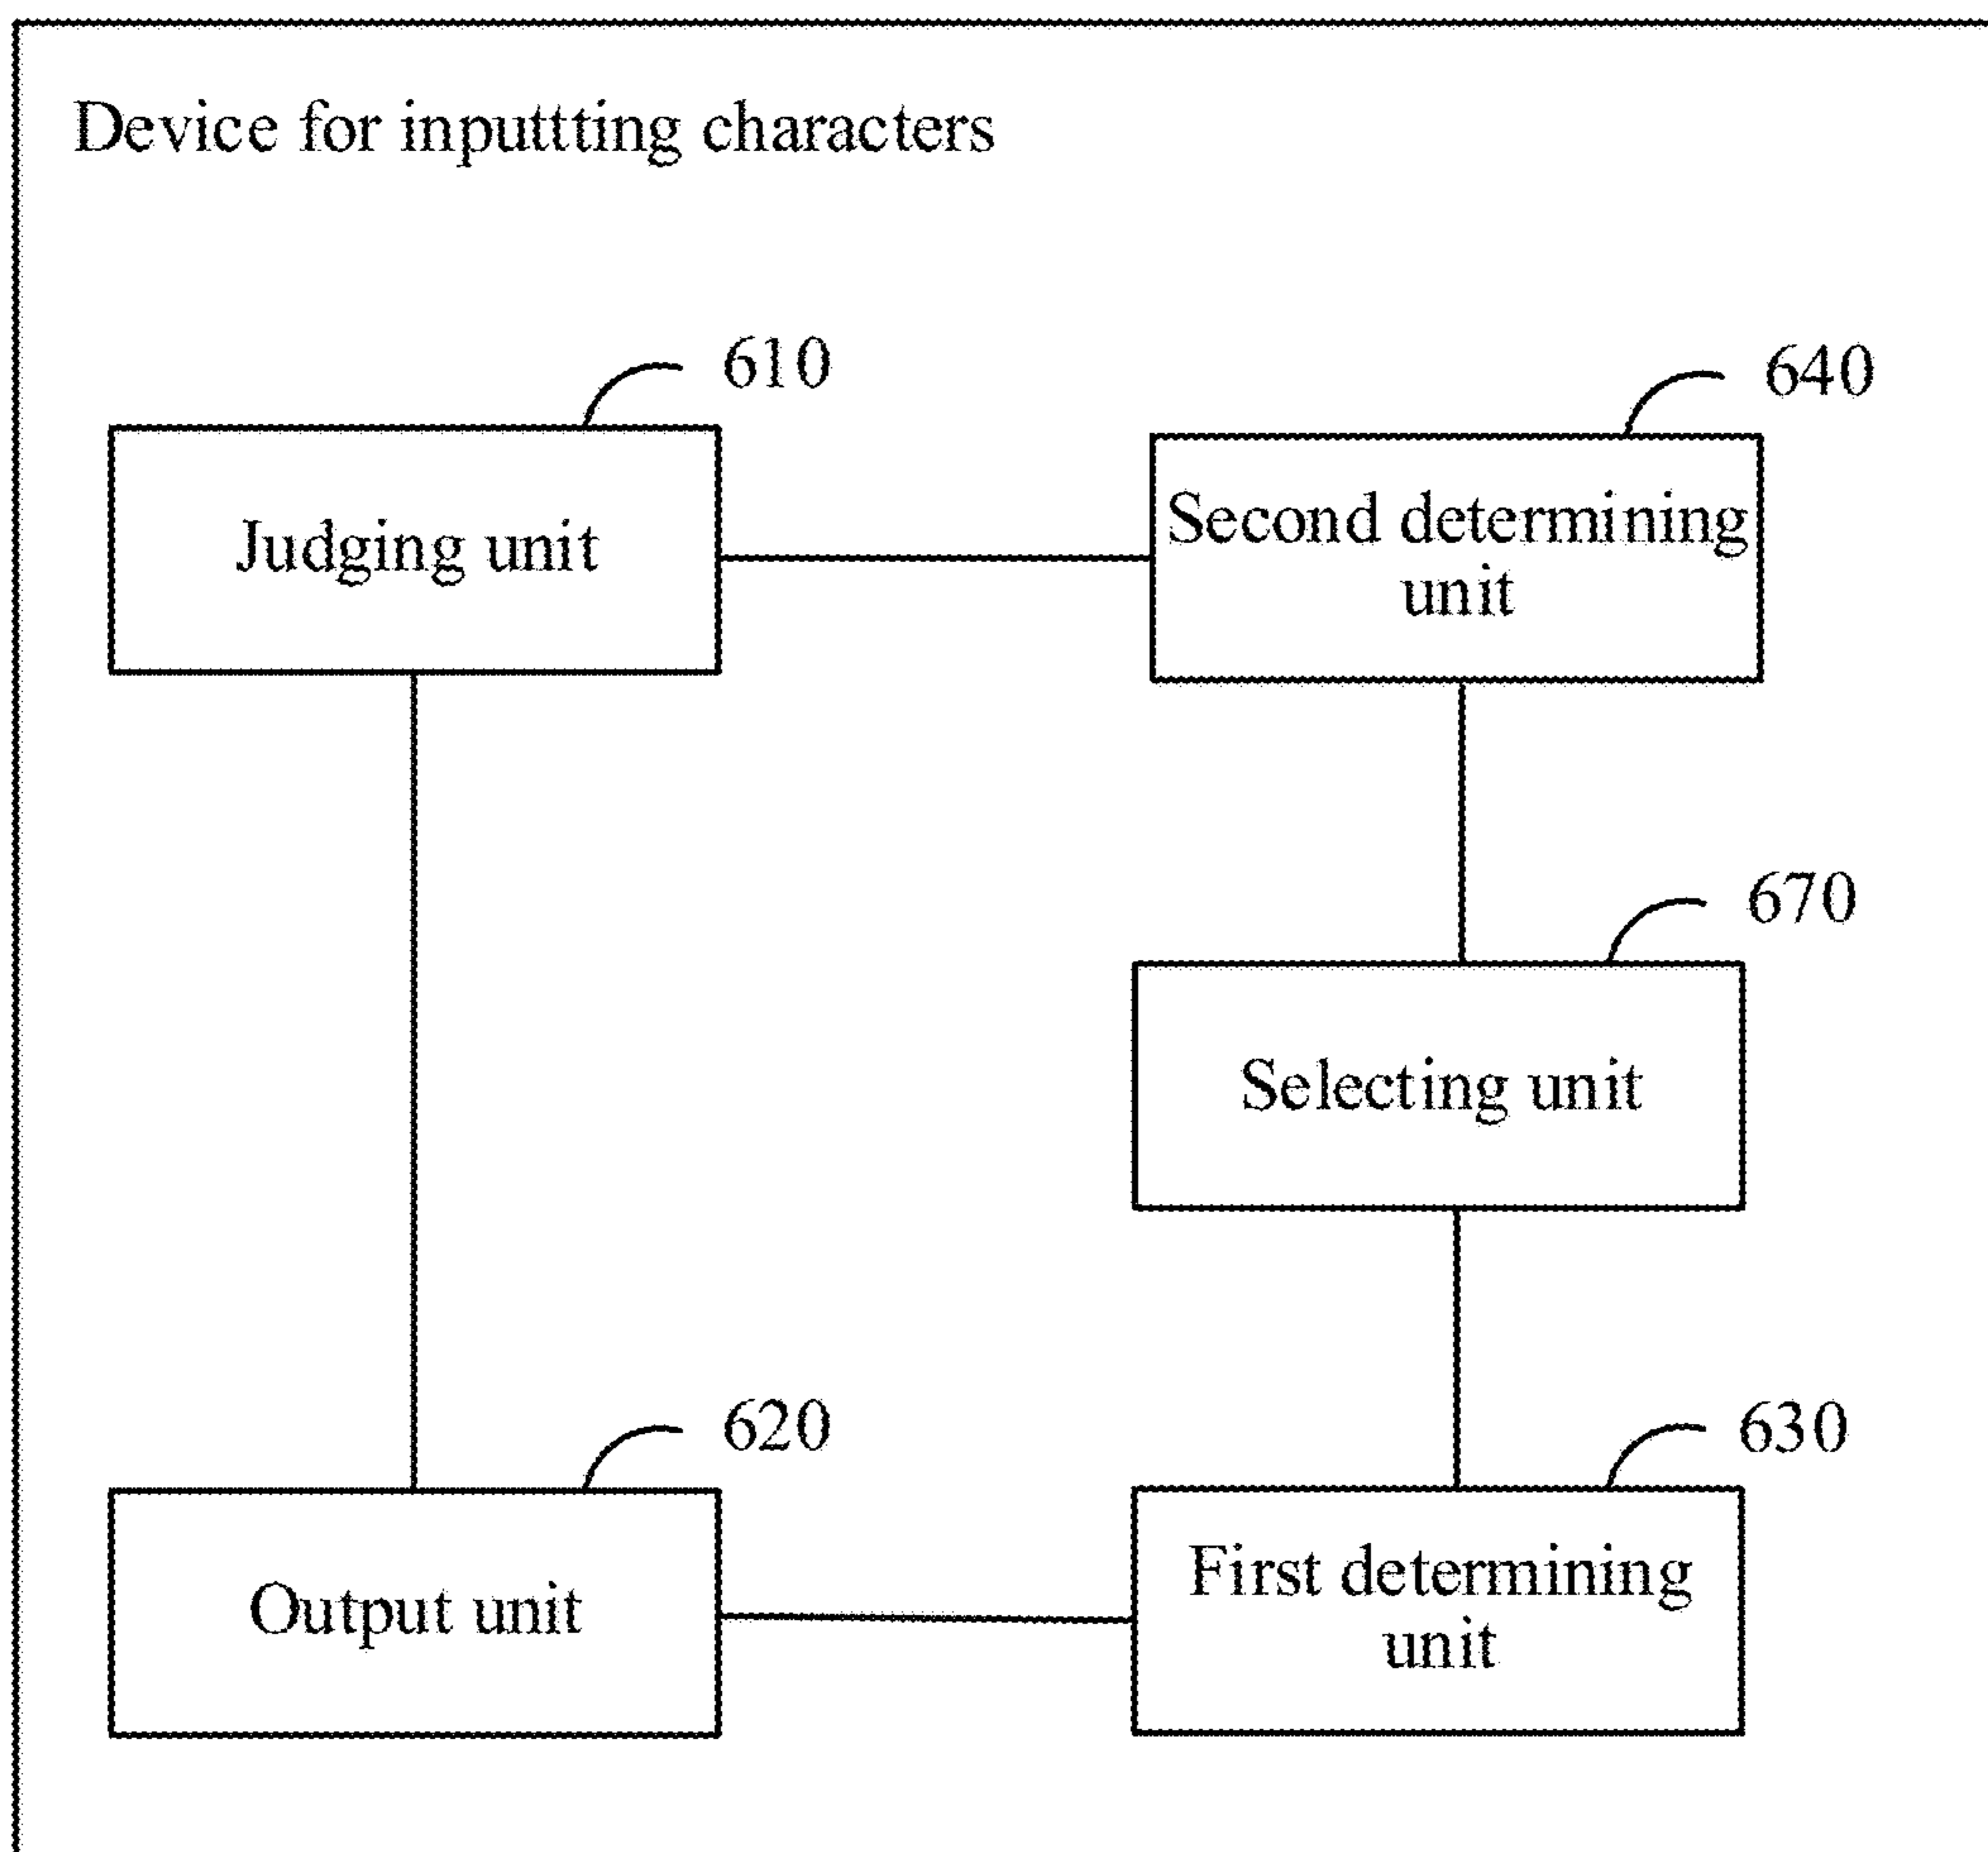 Device for inputtting characters
610
640
Judging unit
Second determining
unit
670
Selecting unit
620
630
Output unit
First determining
unit